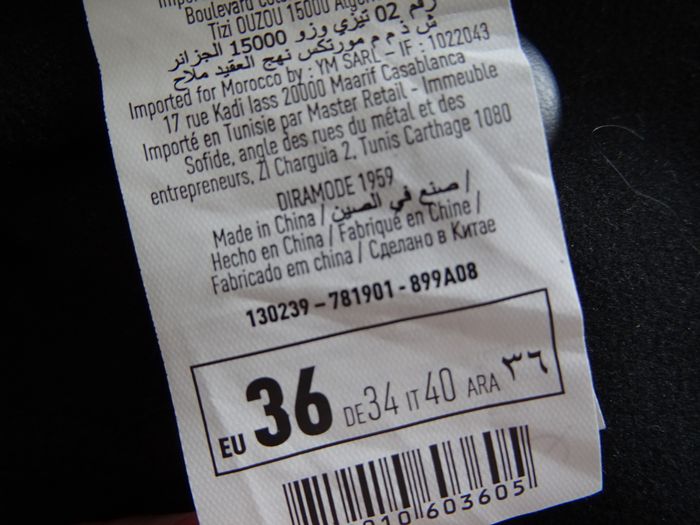 Boulevard
Tizi OUZOU 15000 Alger
رقم 02 تيزي وزو 15000 الجزائر
ش ذ م م مورتكس نهج العقيد ملاح
Imported for Morocco by : YM SARL - IF : 1022043
17 rue Kadi Iass 20000 Maarif Casablanca
Importé en Tunisie par Master Retail - Immeuble
Sofide, angle des rues du métal et des
entrepreneurs, ZI Charguia 2, Tunis Carthage 1080
DIRAMODE 1959
Made in China / صنع في الصين /
Hecho en China / Fabriqué en Chine /
Fabricado em china / Сделано в Китае
130239 - 781901 - 899A08
EU 36 DE 34 IT 40 ARA ٣٦
010 603605